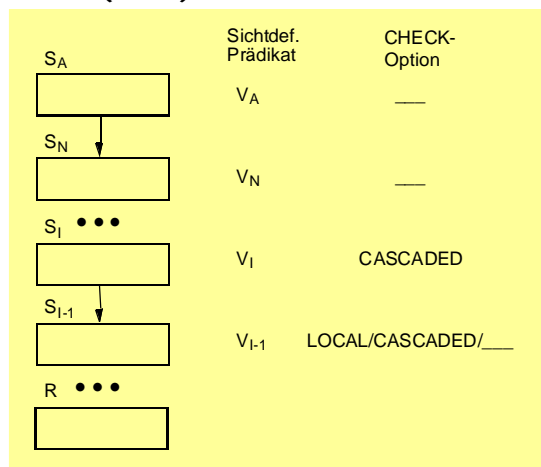 Sichtdef.
Prädikat
CHECK-
Option
S_A
V_A ___
S_N
V_N ___
S_I •••
V_I CASCADED
S_I-1
V_I-1 LOCAL/CASCADED/___
R •••